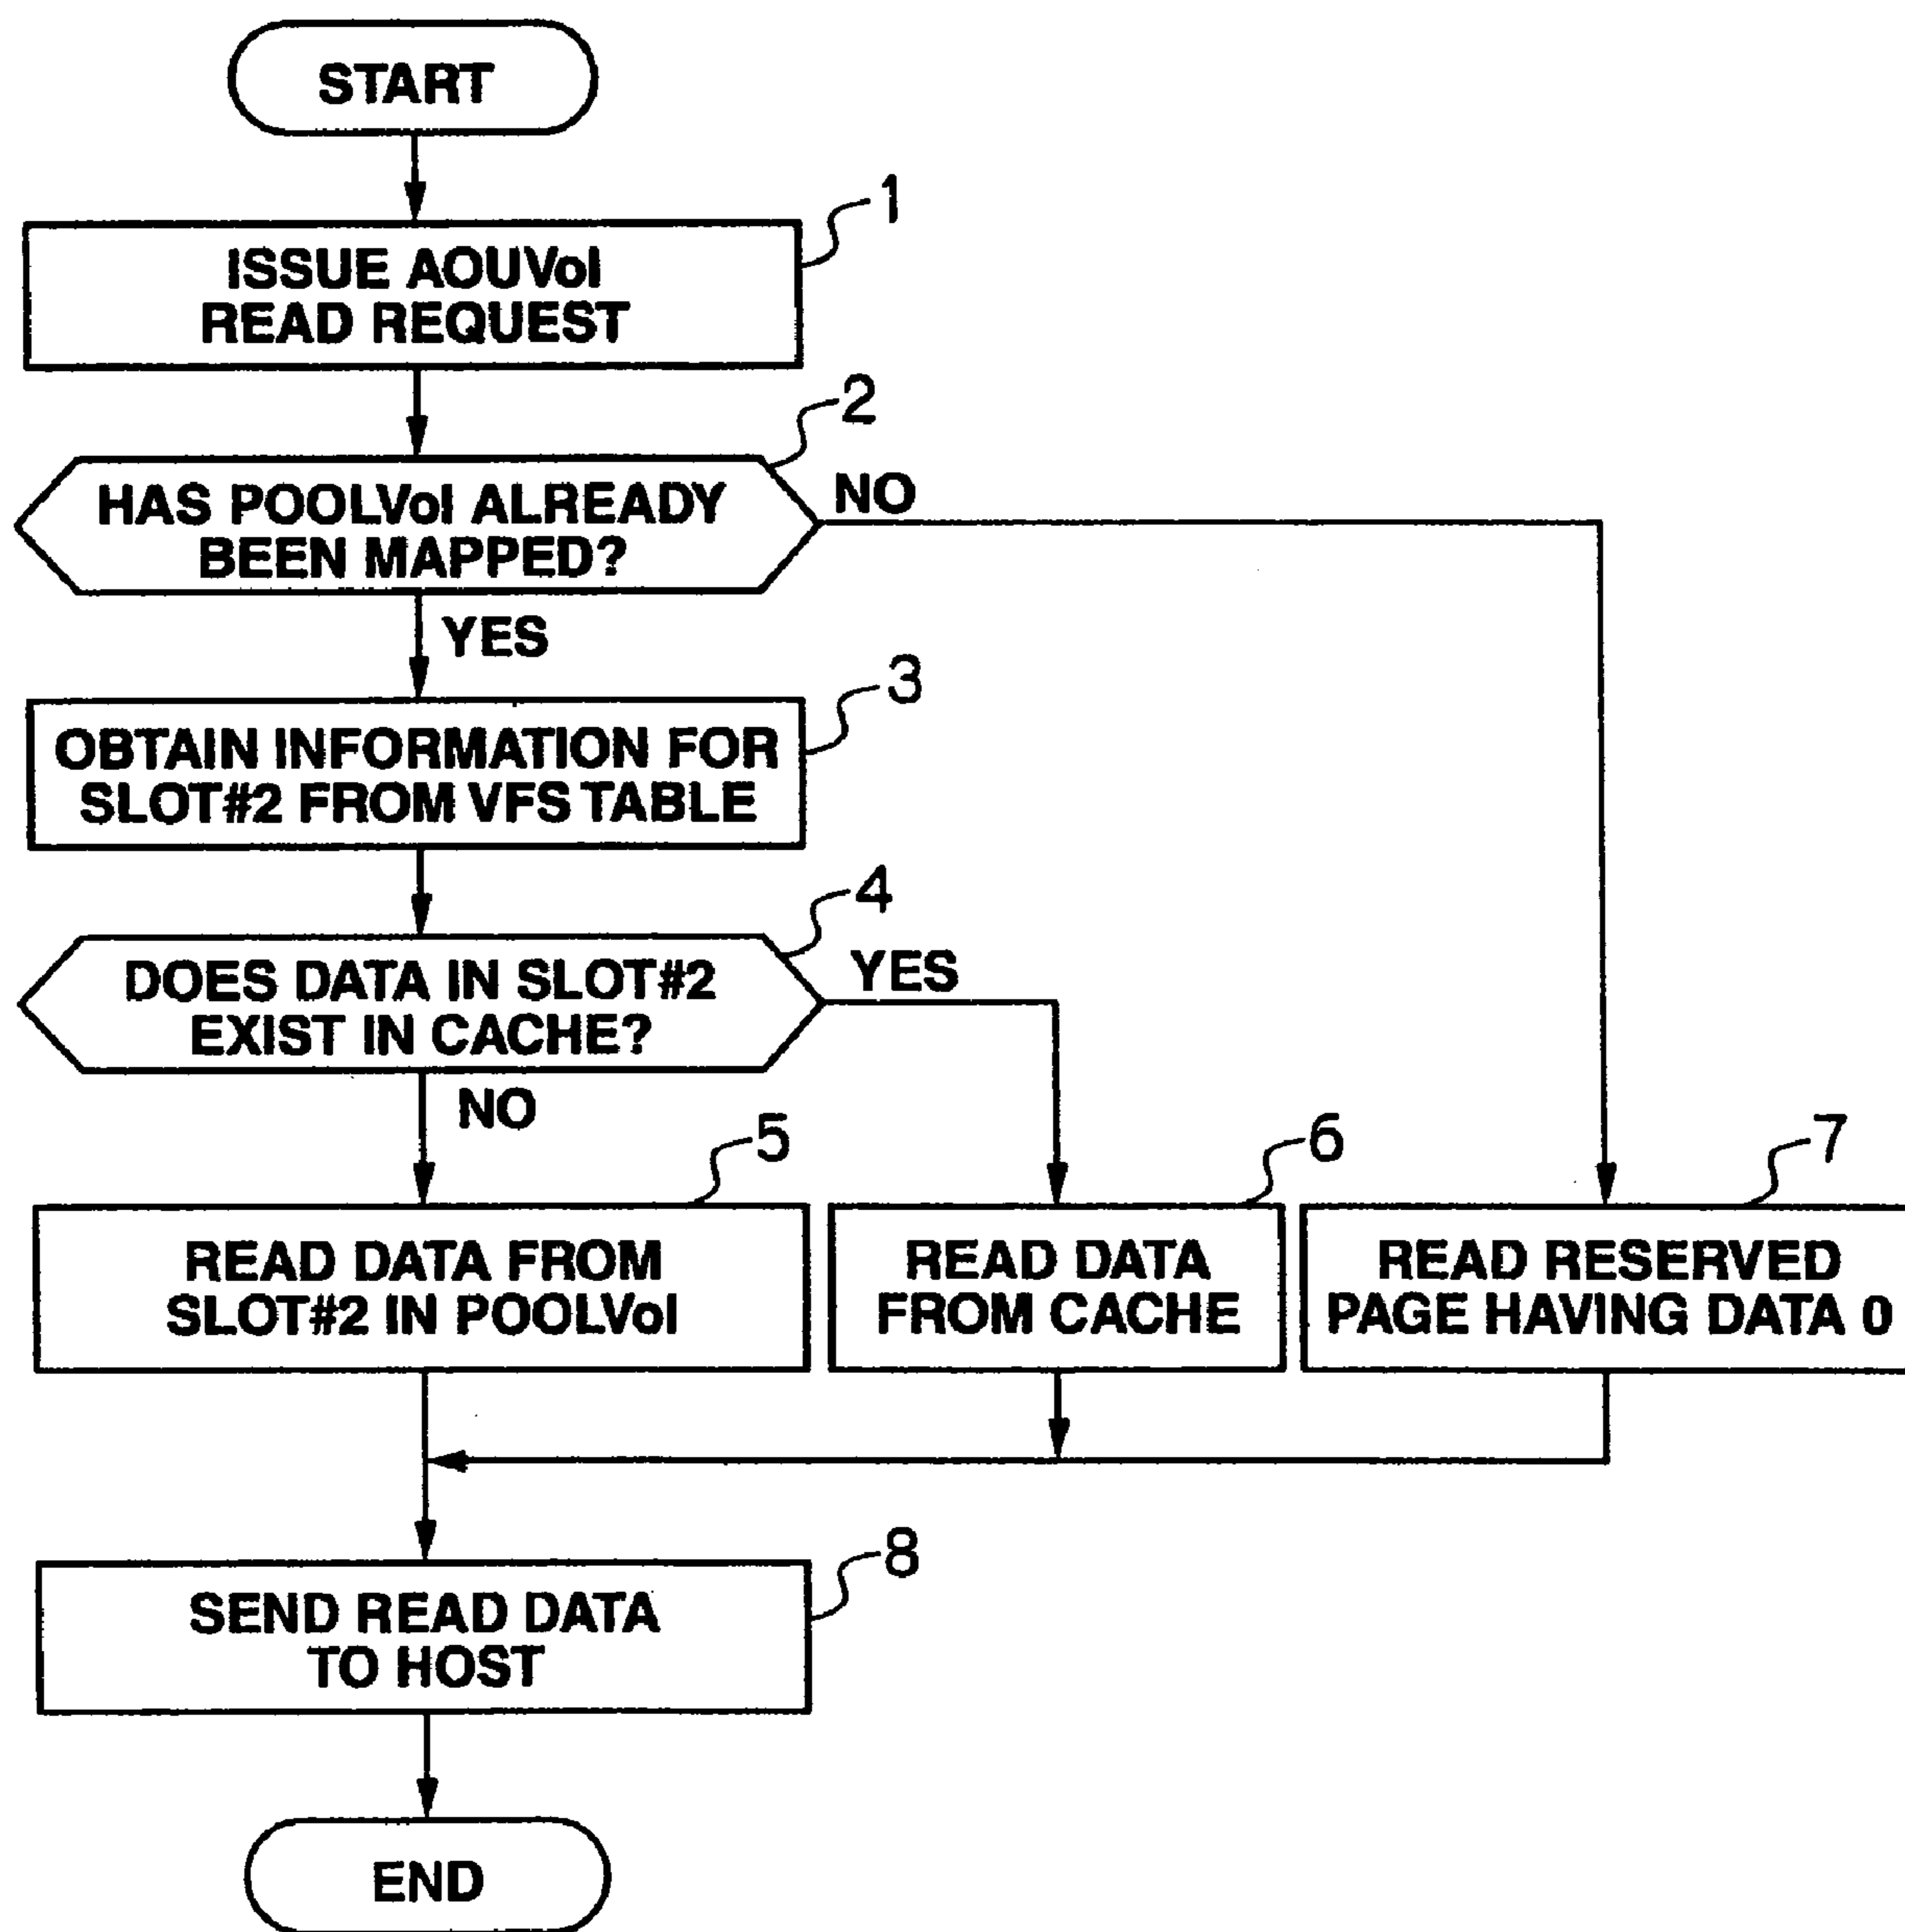 START
1
ISSUE AOUVol
READ REQUEST
2
HAS POOLVol ALREADY
BEEN MAPPED?
NO
YES
3
OBTAIN INFORMATION FOR
SLOT#2 FROM VFS TABLE
4
DOES DATA IN SLOT#2
EXIST IN CACHE?
YES
NO
5
READ DATA FROM
SLOT#2 IN POOLVol
6
READ DATA
FROM CACHE
7
READ RESERVED
PAGE HAVING DATA 0
8
SEND READ DATA
TO HOST
END